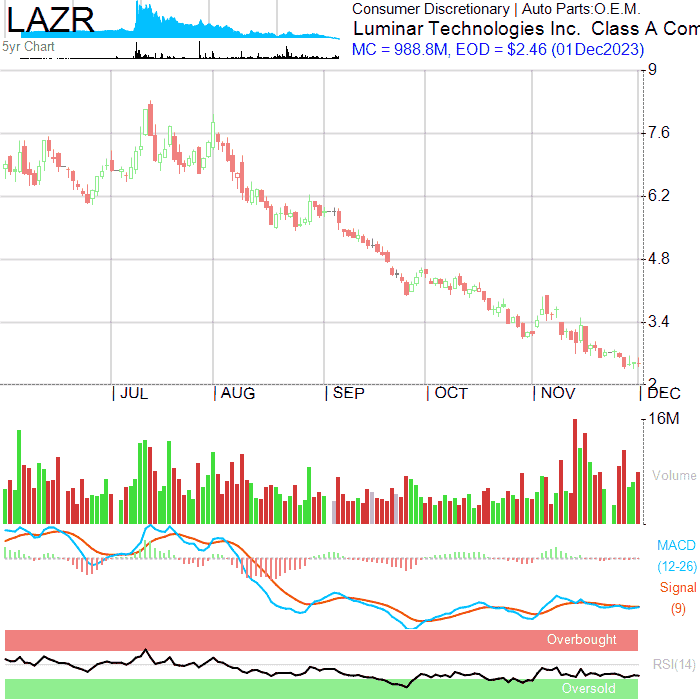 LAZR
Consumer Discretionary | Auto Parts:O.E.M.
Luminar Technologies Inc.  Class A Com
MC = 988.8M, EOD = $2.46 (01Dec2023)
5yr Chart
9
7.6
6.2
4.8
3.4
2
JUL
AUG
SEP
OCT
NOV
DEC
16M
Volume
MACD
(12-26)
Signal
(9)
Overbought
RSI(14)
Oversold